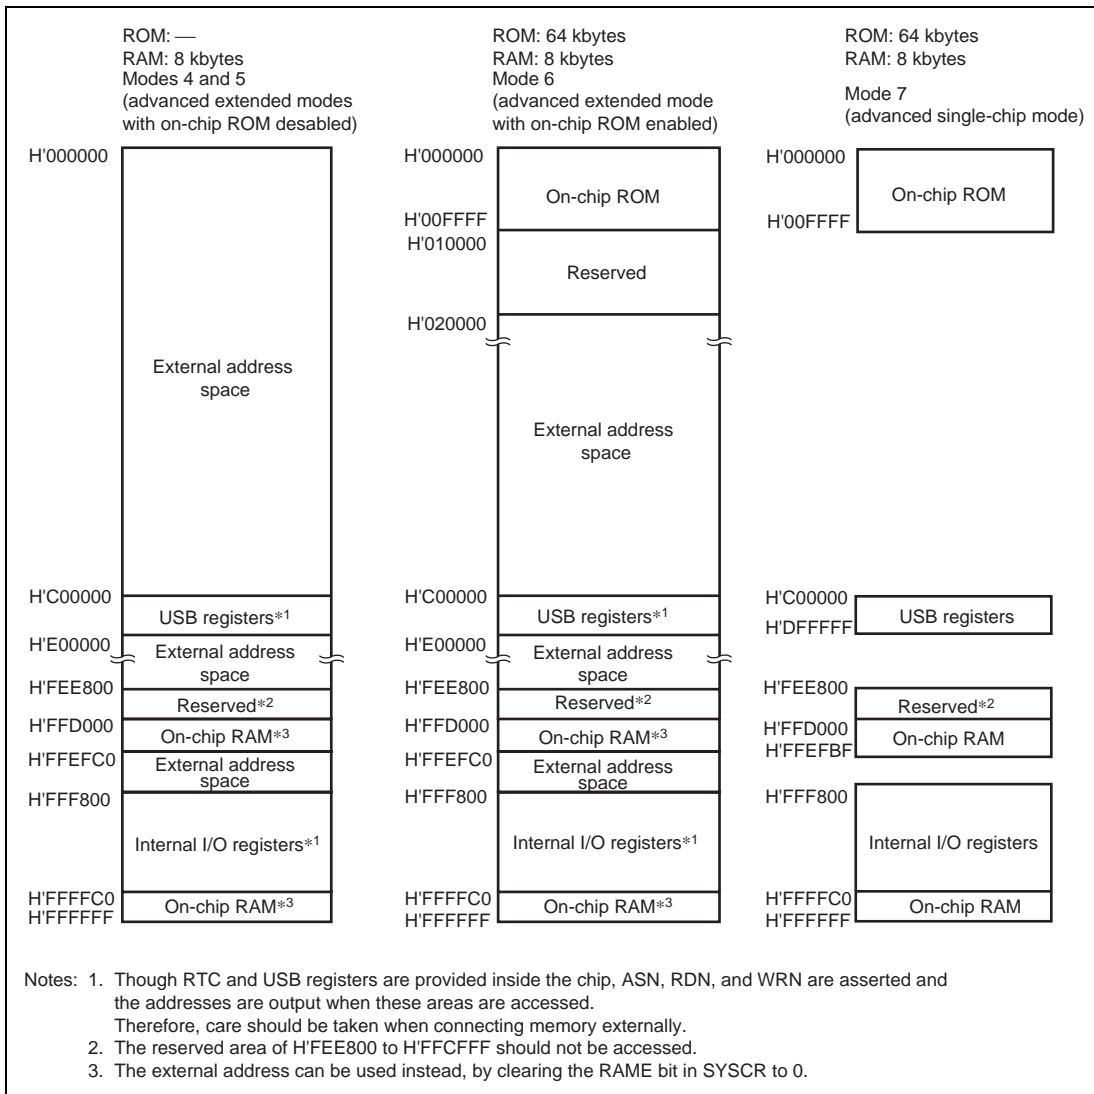 ROM: —
RAM: 8 kbytes
Modes 4 and 5
(advanced extended modes
with on-chip ROM desabled)
H'000000
External address
space
H'C00000
USB registers*1
H'E00000
External address
space
H'FEE800
Reserved*2
H'FFD000
On-chip RAM*3
H'FFEFC0
External address
space
H'FFF800
Internal I/O registers*1
H'FFFFC0
On-chip RAM*3
H'FFFFFF
ROM: 64 kbytes
RAM: 8 kbytes
Mode 6
(advanced extended mode
with on-chip ROM enabled)
H'000000
On-chip ROM
H'00FFFF
H'010000
Reserved
H'020000
External address
space
H'C00000
USB registers*1
H'E00000
External address
space
H'FEE800
Reserved*2
H'FFD000
On-chip RAM*3
H'FFEFC0
External address
space
H'FFF800
Internal I/O registers*1
H'FFFFC0
On-chip RAM*3
H'FFFFFF
ROM: 64 kbytes
RAM: 8 kbytes
Mode 7
(advanced single-chip mode)
H'000000
On-chip ROM
H'00FFFF
H'C00000
USB registers
H'DFFFFF
H'FEE800
Reserved*2
H'FFD000
On-chip RAM
H'FFEFBF
H'FFF800
Internal I/O registers
H'FFFFC0
On-chip RAM
H'FFFFFF
Notes: 1. Though RTC and USB registers are provided inside the chip, ASN, RDN, and WRN are asserted and
the addresses are output when these areas are accessed.
Therefore, care should be taken when connecting memory externally.
2. The reserved area of H'FEE800 to H'FFCFFF should not be accessed.
3. The external address can be used instead, by clearing the RAME bit in SYSCR to 0.